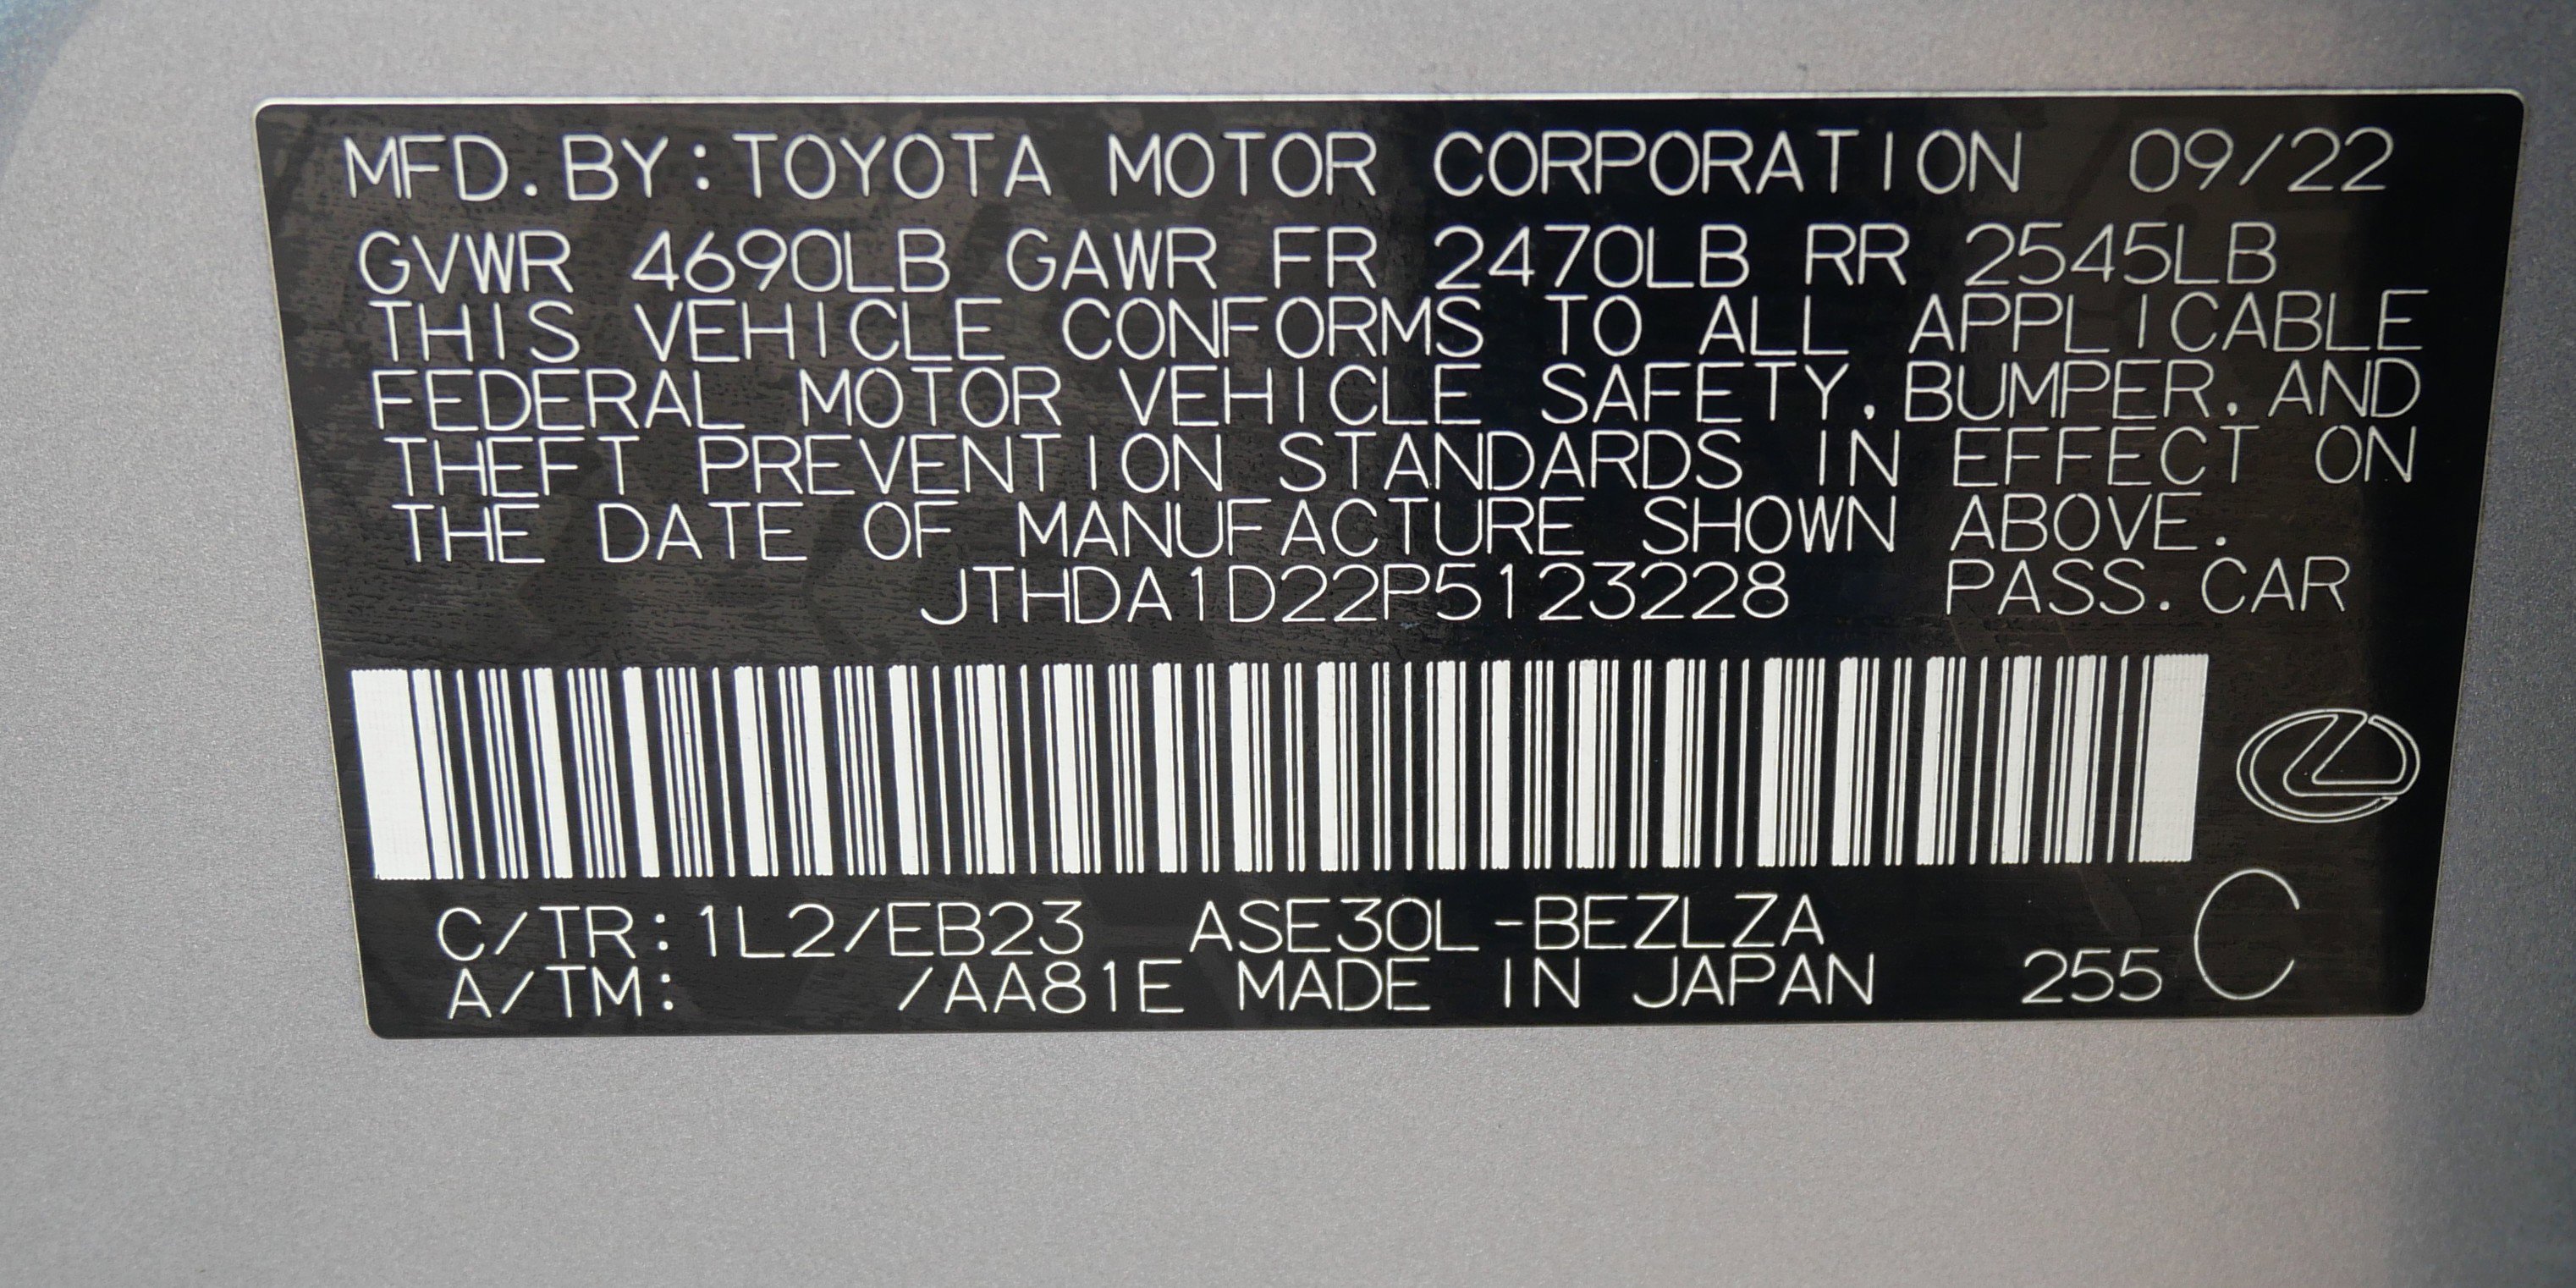 MFD.BY:TOYOTA MOTOR CORPORATION 09/22
GVWR 4690LB GAWR FR 2470LB RR 2545LB
THIS VEHICLE CONFORMS TO ALL APPLICABLE
FEDERAL MOTOR VEHICLE SAFETY, BUMPER, AND
THEFT PREVENTION STANDARDS IN EFFECT ON
THE DATE OF MANUFACTURE SHOWN ABOVE.
JTHDA1D22P5123228 PASS.CAR
C/TR:1L2/EB23 ASE30L-BEZLZA
A/TM: /AA81E MADE IN JAPAN 255 C